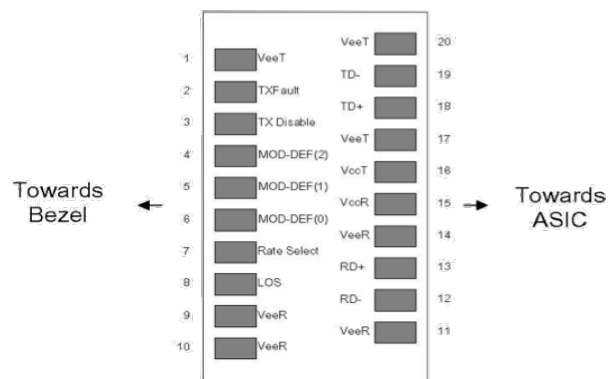 VeeT 20
1 VeeT
TD- 19
2 TXFault
TD+ 18
3 TX Disable
VeeT 17
4 MOD-DEF(2)
VccT 16
5 MOD-DEF(1)
Towards
Bezel
VccR 15
Towards
ASIC
6 MOD-DEF(0)
VeeR 14
7 Rate Select
RD+ 13
8 LOS
RD- 12
9 VeeR
VeeR 11
10 VeeR